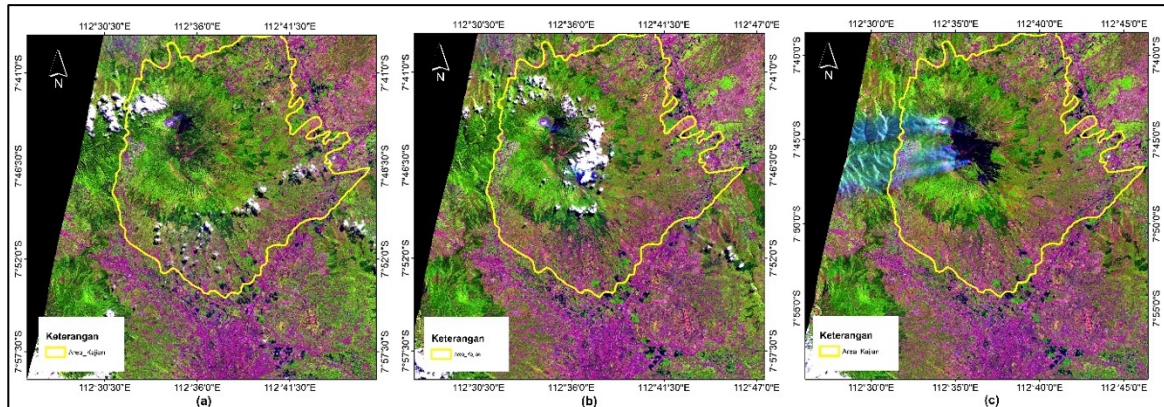 112°30'30"E 112°36'0"E 112°41'30"E
7°41'0"S
7°46'30"S
7°52'0"S
7°57'30"S
N
Keterangan
Area_Kajian
112°30'30"E 112°36'0"E 112°41'30"E
(a)
112°30'30"E 112°36'0"E 112°41'30"E 112°47'0"E
7°41'0"S
7°46'30"S
7°52'0"S
7°57'30"S
N
Keterangan
Area_Kajian
112°30'30"E 112°36'0"E 112°41'30"E 112°47'0"E
(b)
112°30'0"E 112°35'0"E 112°40'0"E 112°45'0"E
7°40'0"S
7°45'0"S
7°50'0"S
7°55'0"S
N
Keterangan
Area_Kajian
112°30'0"E 112°35'0"E 112°40'0"E 112°45'0"E
(c)